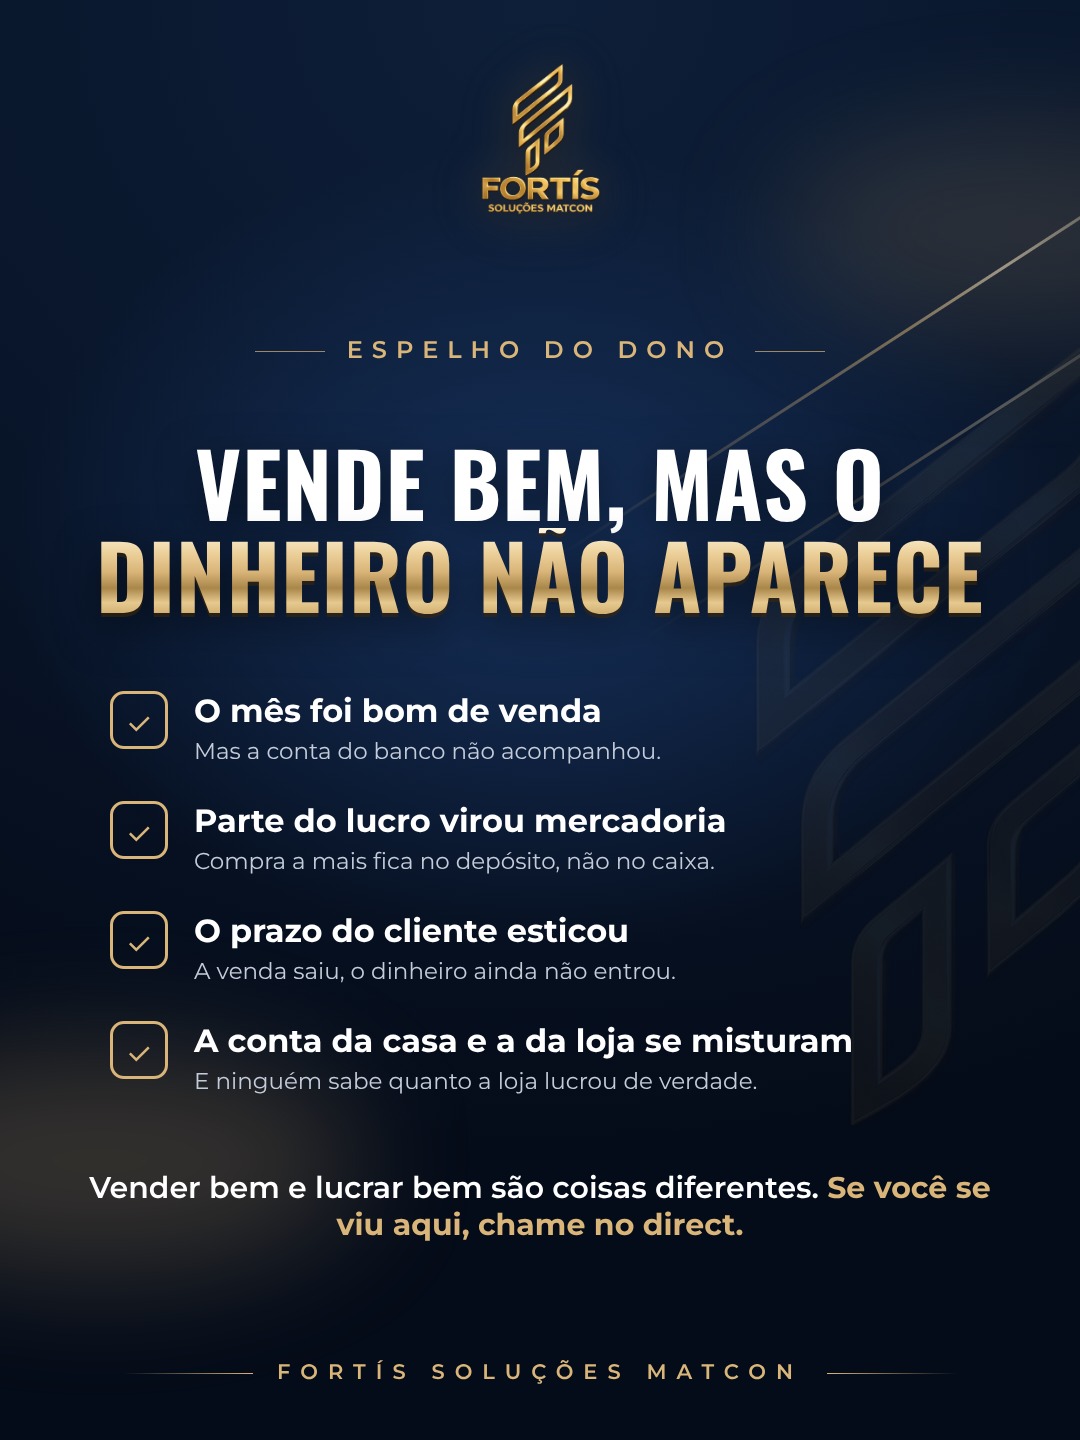 FORTÍS
SOLUÇÕES MATCON
ESPELHO DO DONO
VENDE BEM, MAS O
DINHEIRO NÃO APARECE
O mês foi bom de venda
Mas a conta do banco não acompanhou.
Parte do lucro virou mercadoria
Compra a mais fica no depósito, não no caixa.
O prazo do cliente esticou
A venda saiu, o dinheiro ainda não entrou.
A conta da casa e a da loja se misturam
E ninguém sabe quanto a loja lucrou de verdade.
Vender bem e lucrar bem são coisas diferentes. Se você se
viu aqui, chame no direct.
FORTÍS SOLUÇÕES MATCON